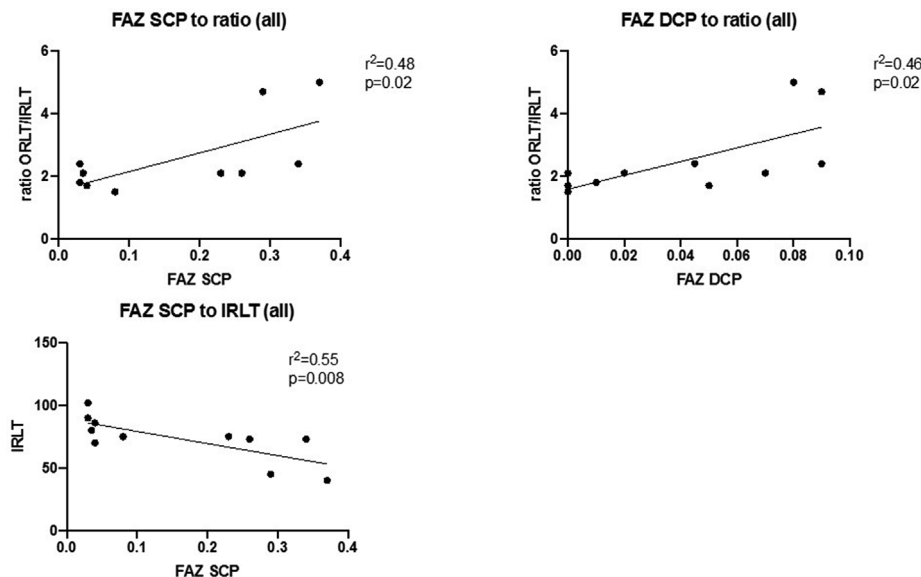 FAZ SCP to ratio (all)
r²=0.48
p=0.02
ratio ORLT/IRLT
6
4
2
0
0.0 0.1 0.2 0.3 0.4
FAZ SCP
FAZ DCP to ratio (all)
r²=0.46
p=0.02
ratio ORLT/IRLT
6
4
2
0
0.00 0.02 0.04 0.06 0.08 0.10
FAZ DCP
FAZ SCP to IRLT (all)
r²=0.55
p=0.008
IRLT
150
100
50
0
0.0 0.1 0.2 0.3 0.4
FAZ SCP